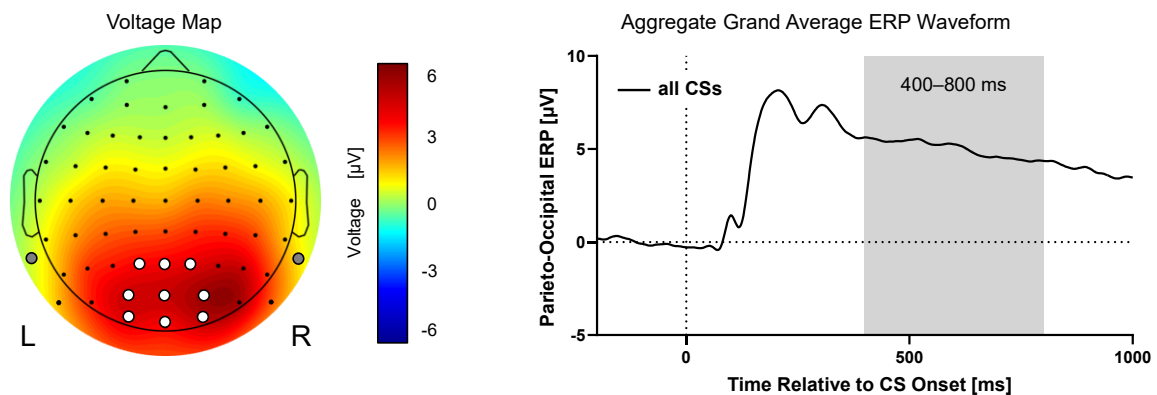 Voltage Map
L
R
6
3
0
-3
-6
Voltage [µV]
Aggregate Grand Average ERP Waveform
all CSs
400–800 ms
10
5
0
-5
Parieto-Occipital ERP [µV]
0
500
1000
Time Relative to CS Onset [ms]